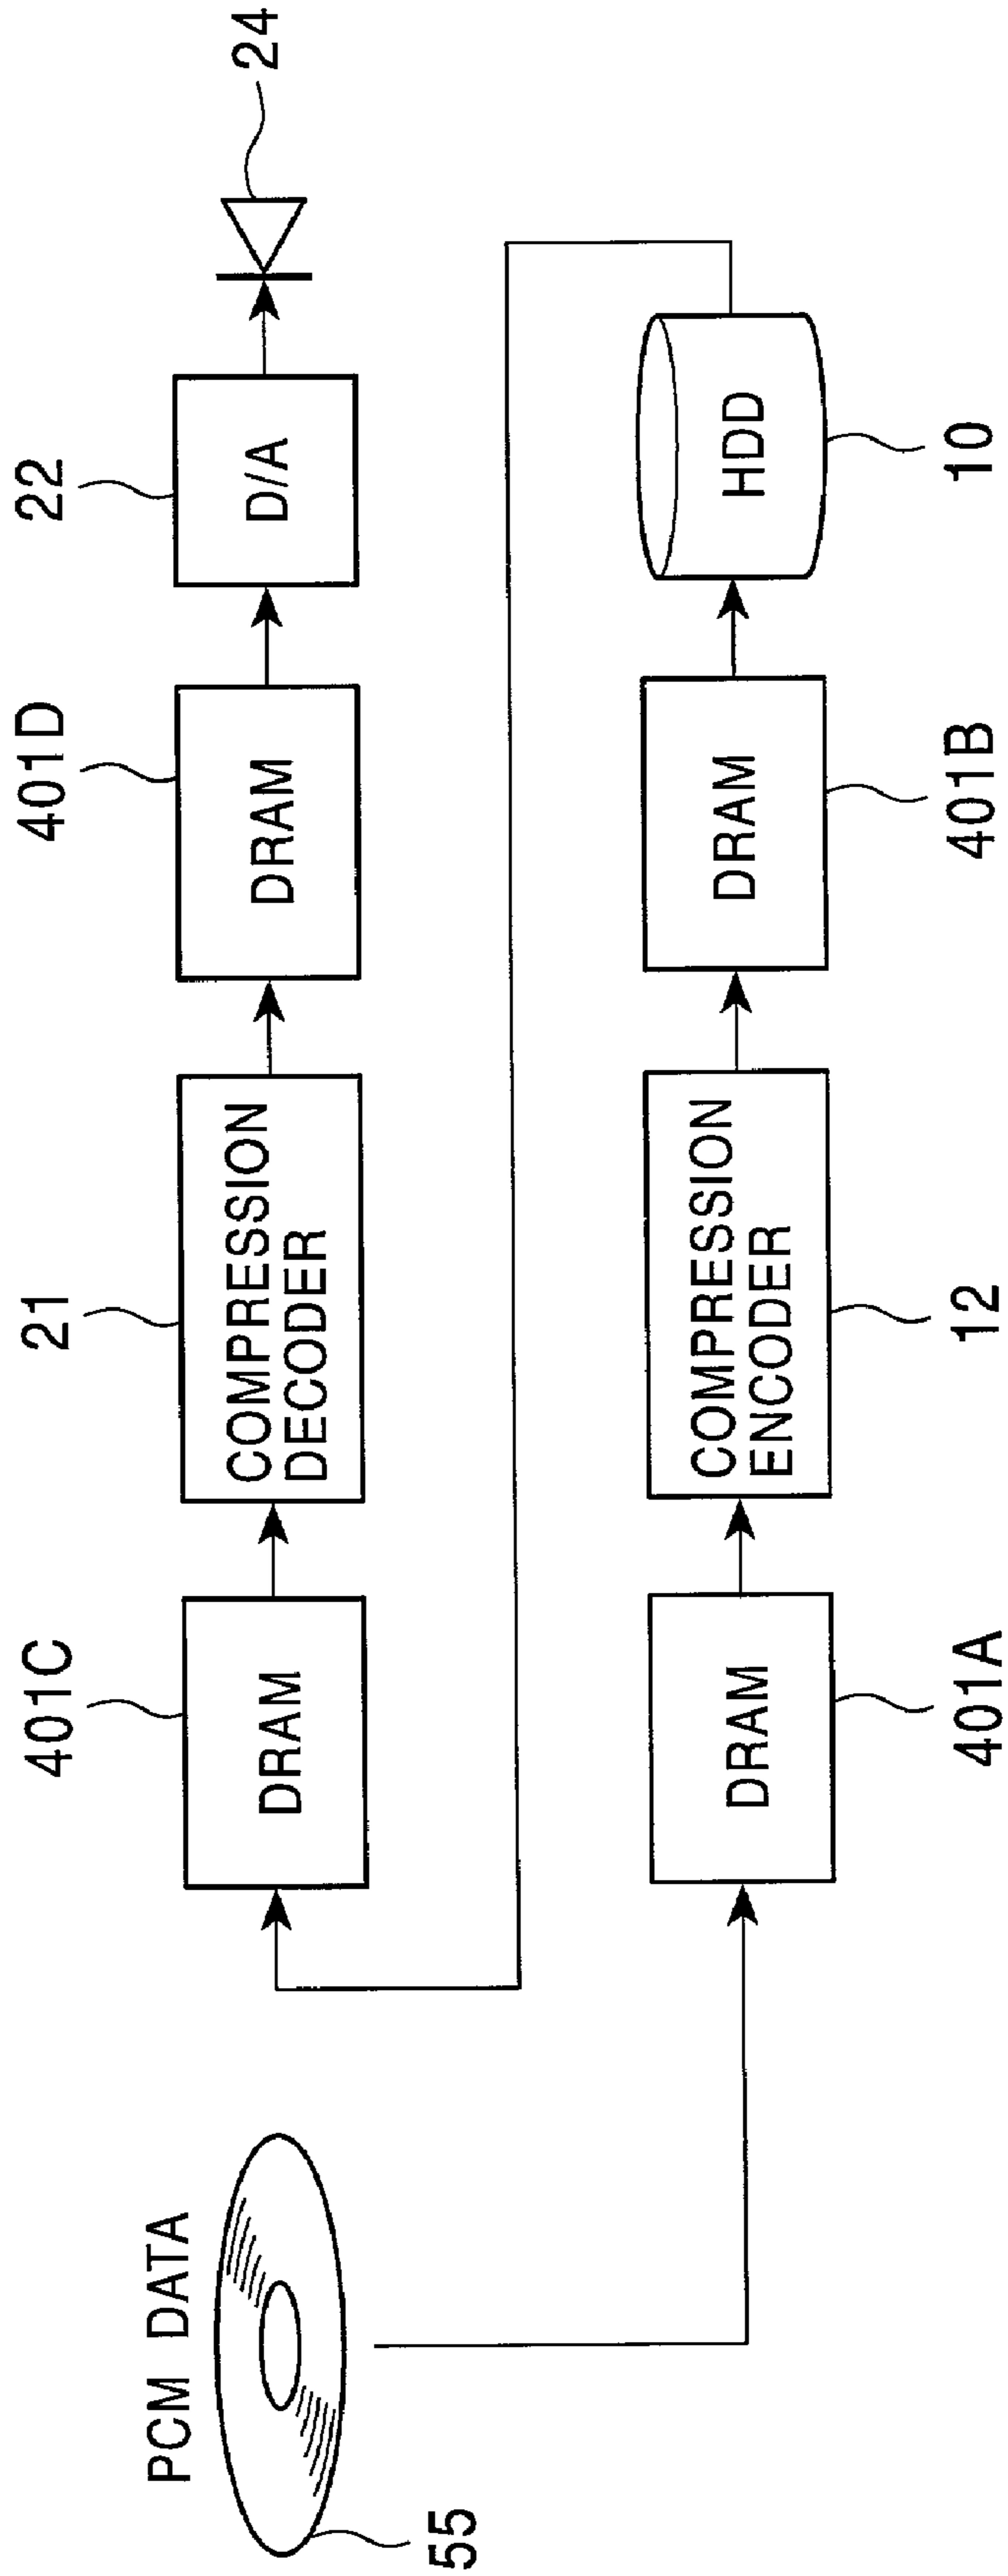 PCM DATA
55
401C
DRAM
21
COMPRESSION
DECODER
401D
DRAM
22
D/A
24
DRAM
401A
COMPRESSION
ENCODER
12
DRAM
401B
HDD
10